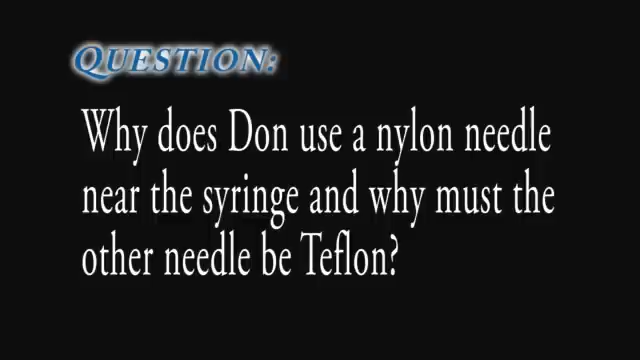 QUESTION:
Why does Don use a nylon needle
near the syringe and why must the
other needle be Teflon?